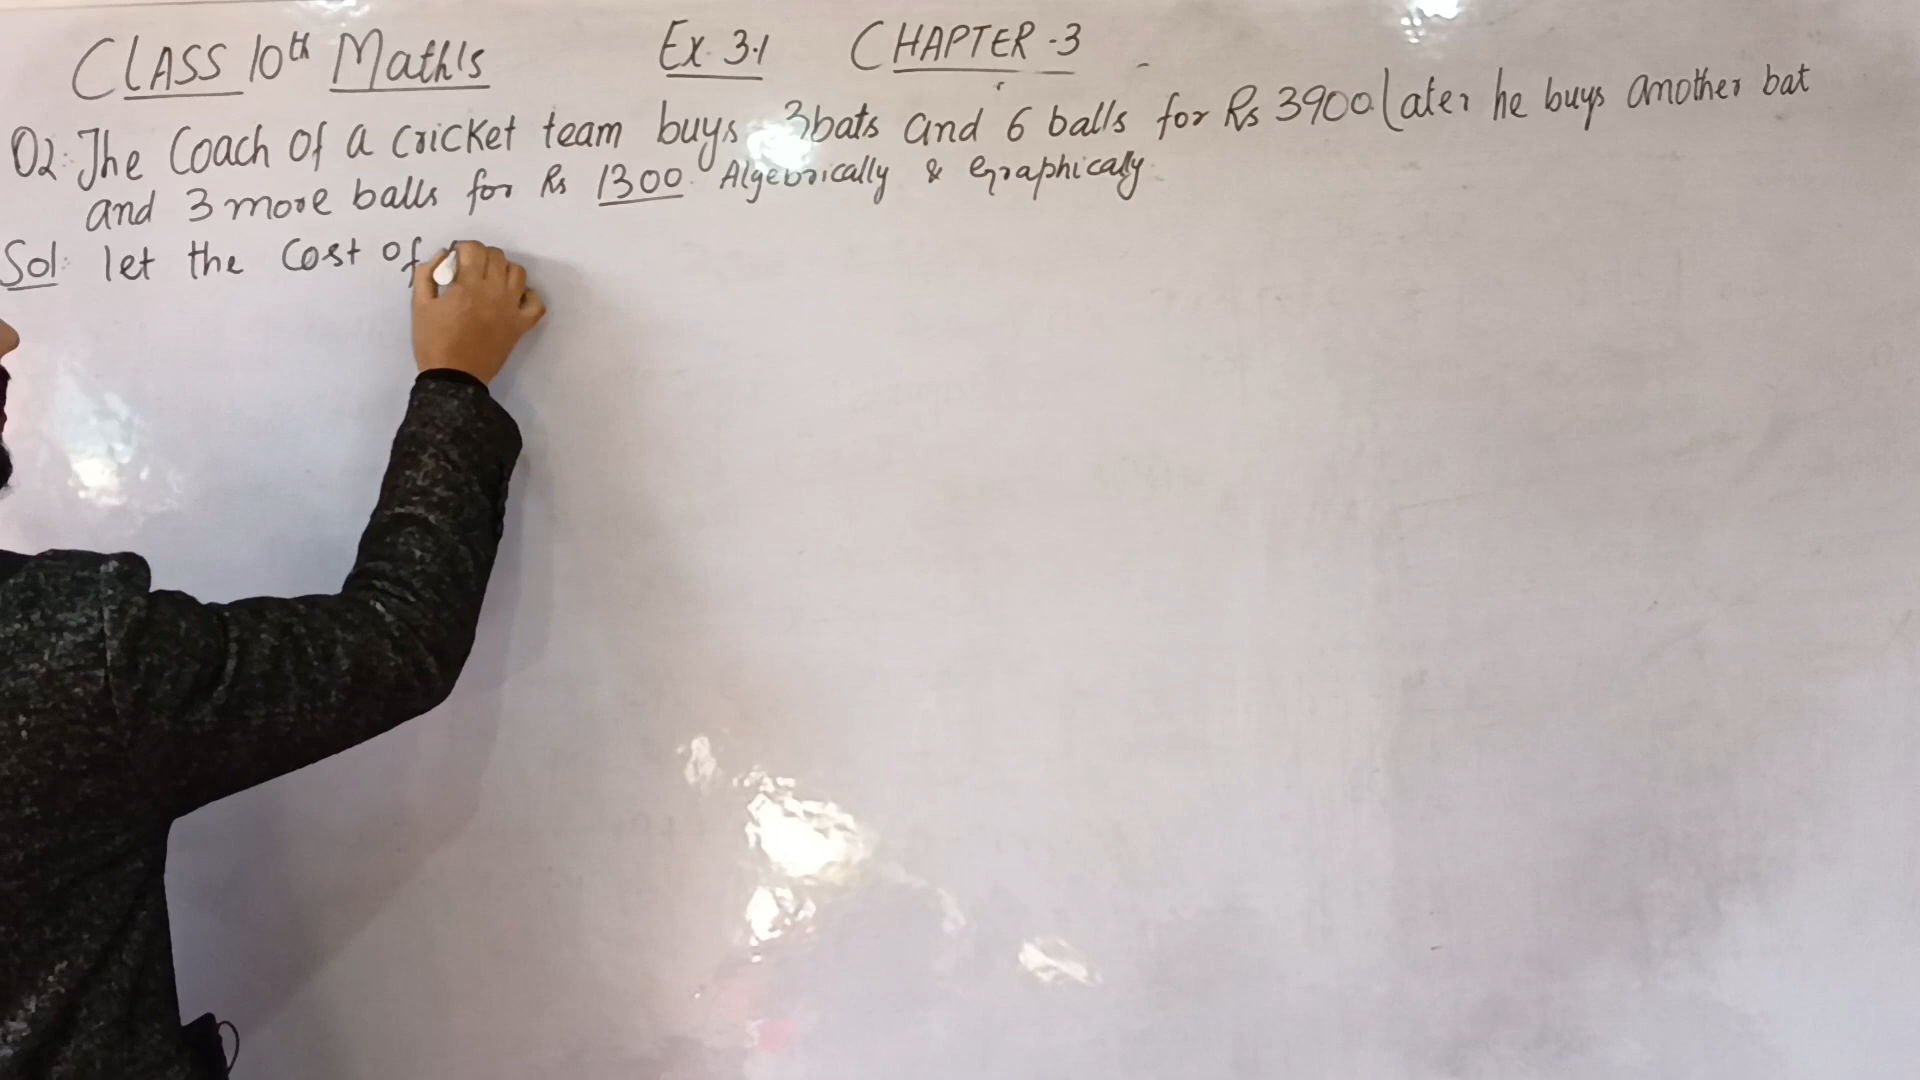 CLASS 10th Math's Ex. 3.1 CHAPTER-3
Q2: The Coach of a cricket team buys 3bats and 6 balls for Rs 3900 Later he buys another bat
and 3 more balls for Rs 1300. Algebrically & Graphically
Sol: let the Cost of